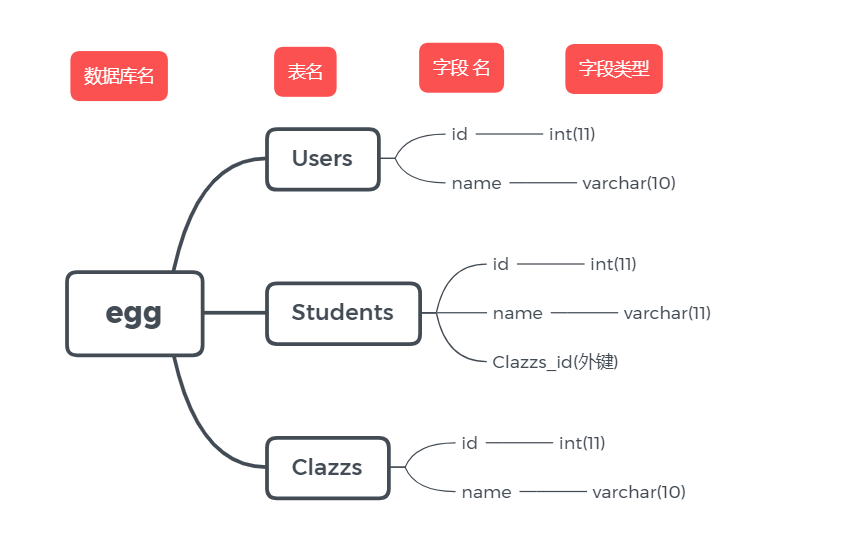 数据库名
表名
字段 名
字段类型
Users
id
int(11)
name
varchar(10)
egg
Students
id
int(11)
name
varchar(11)
Clazzs_id(外键)
Clazzs
id
int(11)
name
varchar(10)